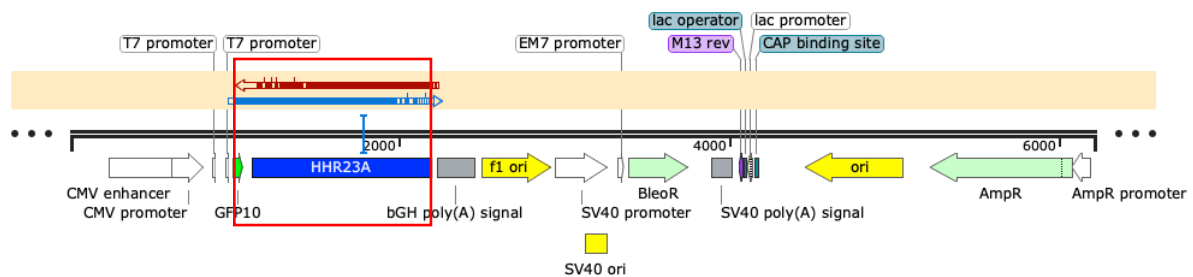 lac operator
lac promoter
T7 promoter
T7 promoter
EM7 promoter
M13 rev
CAP binding site
2000
4000
6000
HHR23A
f1 ori
ori
CMV enhancer
BleoR
AmpR
AmpR promoter
CMV promoter
GFP10
bGH poly(A) signal
SV40 promoter
SV40 poly(A) signal
SV40 ori